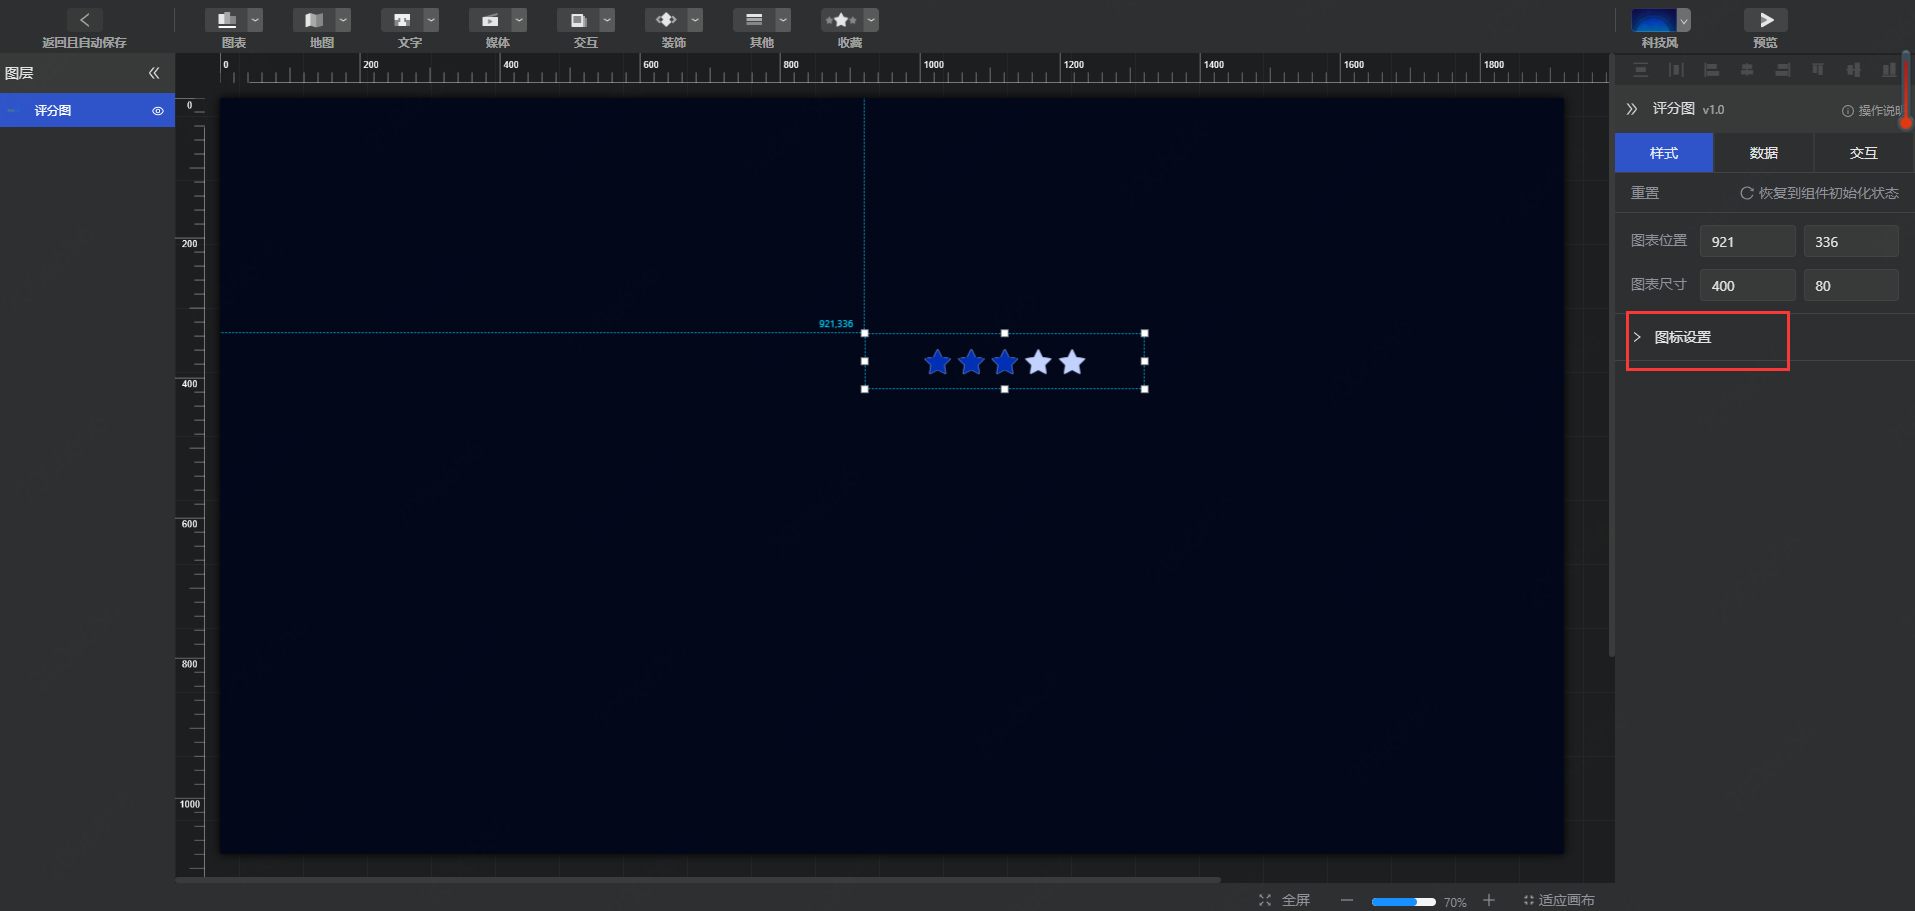 返回且自动保存
图表
地图
文字
媒体
交互
装饰
其他
收藏
科技风
预览
图层
评分图
0
200
400
600
800
1000
1200
1400
1600
1800
0
200
400
600
800
1000
921,336
评分图 v1.0
操作说明
样式
数据
交互
重置
恢复到组件初始化状态
图表位置 921 336
图表尺寸 400 80
图标设置
全屏
70%
适应画布